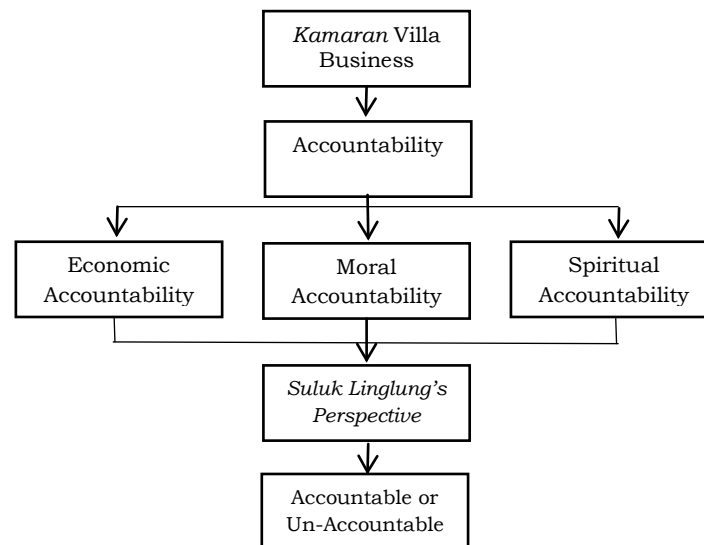 Kamaran Villa
Business
Accountability
Economic
Accountability
Moral
Accountability
Spiritual
Accountability
Suluk Linglung's
Perspective
Accountable or
Un-Accountable